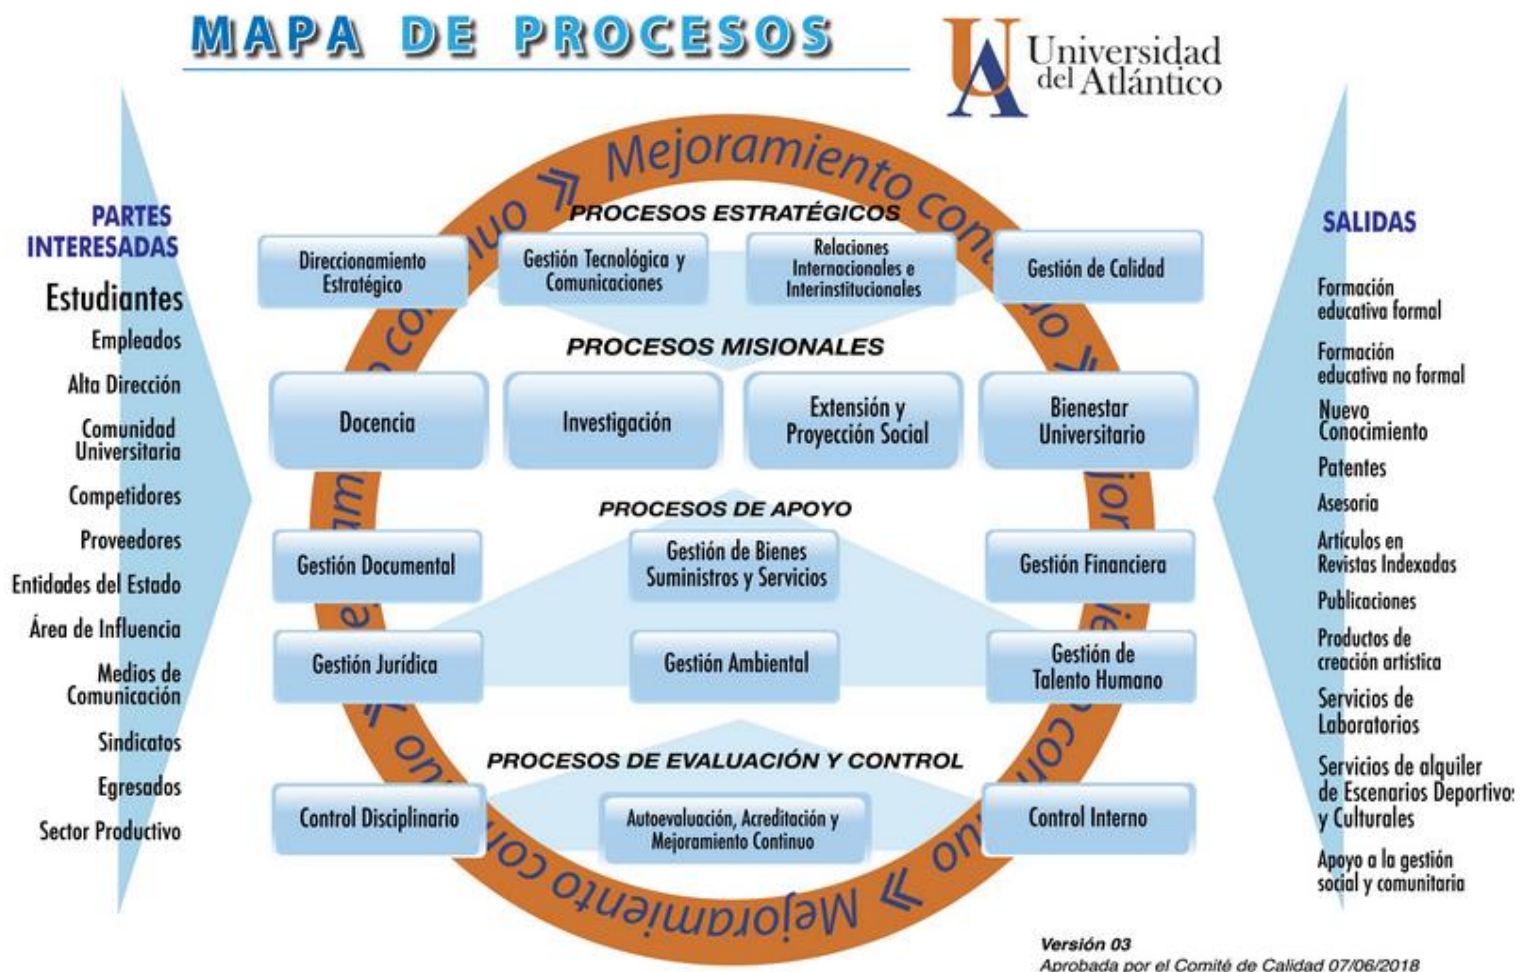 MAPA DE PROCESOS
UA
Universidad
del Atlántico
Mejoramiento continuo » Mejoramiento continuo » Mejoramiento continuo »
PARTES
INTERESADAS
Estudiantes
Empleados
Alta Dirección
Comunidad
Universitaria
Competidores
Proveedores
Entidades del Estado
Área de Influencia
Medios de
Comunicación
Sindicatos
Egresados
Sector Productivo
PROCESOS ESTRATÉGICOS
Direccionamiento
Estratégico
Gestión Tecnológica y
Comunicaciones
Relaciones
Internacionales e
Interinstitucionales
Gestión de Calidad
PROCESOS MISIONALES
Docencia
Investigación
Extensión y
Proyección Social
Bienestar
Universitario
PROCESOS DE APOYO
Gestión Documental
Gestión de Bienes
Suministros y Servicios
Gestión Financiera
Gestión Jurídica
Gestión Ambiental
Gestión de
Talento Humano
PROCESOS DE EVALUACIÓN Y CONTROL
Control Disciplinario
Autoevaluación, Acreditación y
Mejoramiento Continuo
Control Interno
SALIDAS
Formación
educativa formal
Formación
educativa no formal
Nuevo
Conocimiento
Patentes
Asesoría
Artículos en
Revistas Indexadas
Publicaciones
Productos de
creación artística
Servicios de
Laboratorios
Servicios de alquiler
de Escenarios Deportivos
y Culturales
Apoyo a la gestión
social y comunitaria
Versión 03
Aprobada por el Comité de Calidad 07/06/2018